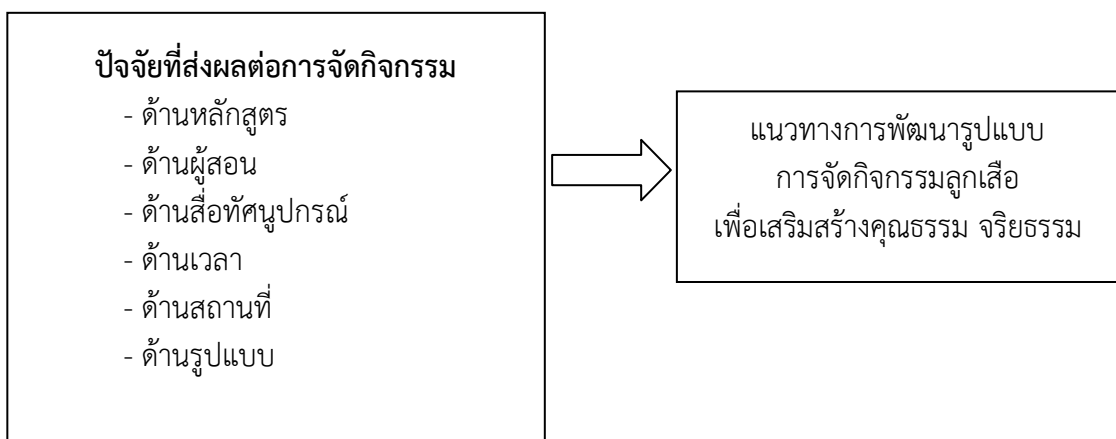 ปัจจัยที่ส่งผลต่อการจัดกิจกรรม
- ด้านหลักสูตร
- ด้านผู้สอน
- ด้านสื่อทัศนูปกรณ์
- ด้านเวลา
- ด้านสถานที่
- ด้านรูปแบบ
แนวทางการพัฒนารูปแบบ
การจัดกิจกรรมลูกเสือ
เพื่อเสริมสร้างคุณธรรม จริยธรรม